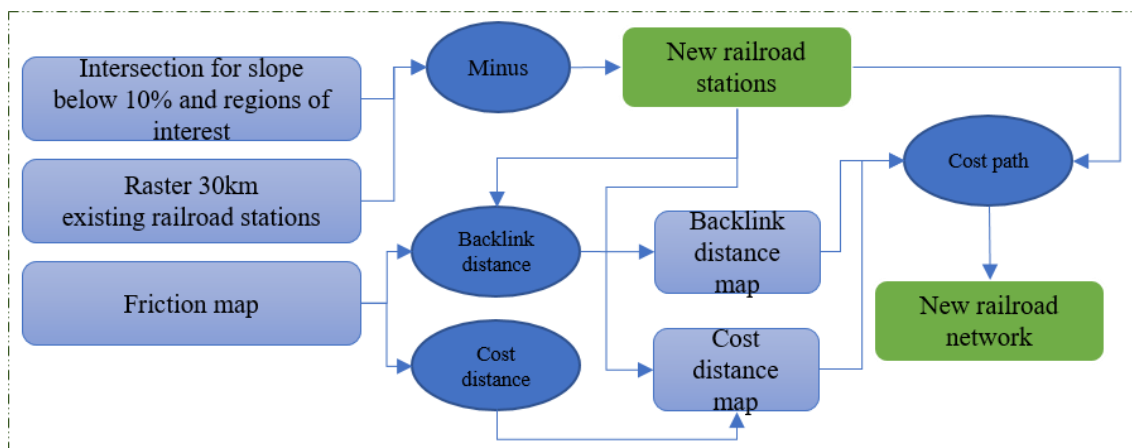 Intersection for slope
below 10% and regions of
interest
Minus
New railroad
stations
Raster 30km
existing railroad stations
Cost path
Backlink
distance
Backlink
distance
map
Friction map
New railroad
network
Cost
distance
Cost
distance
map